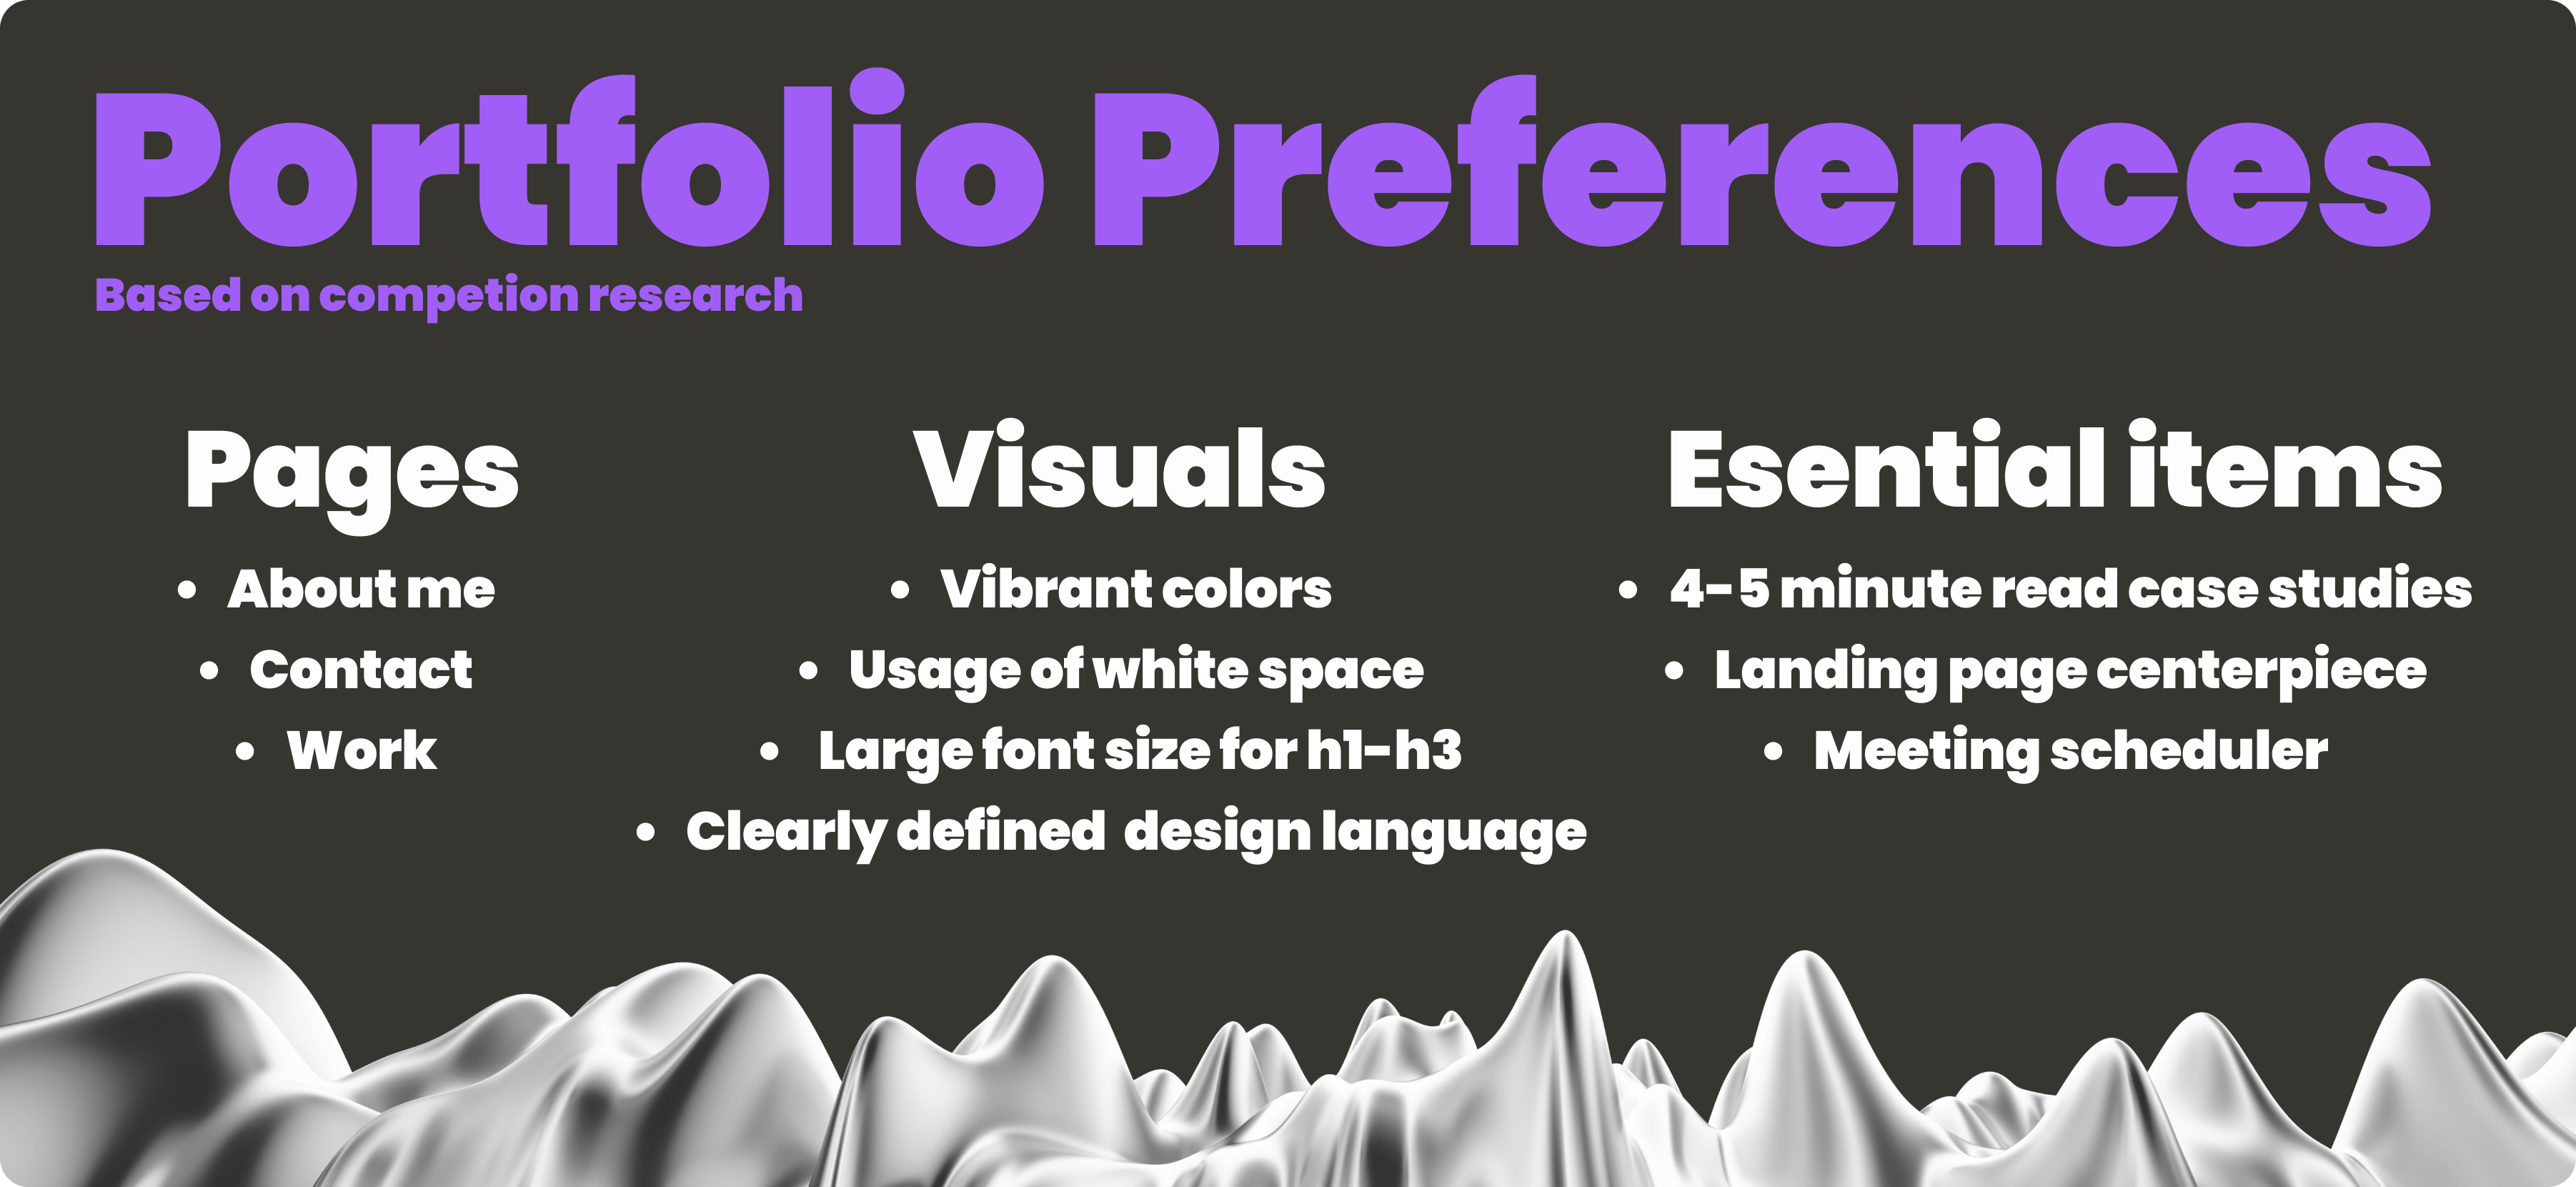 Portfolio Preferences
Based on competion research
Pages
• About me
• Contact
• Work
Visuals
• Vibrant colors
• Usage of white space
• Large font size for h1-h3
• Clearly defined  design language
Esential items
• 4-5 minute read case studies
• Landing page centerpiece
• Meeting scheduler